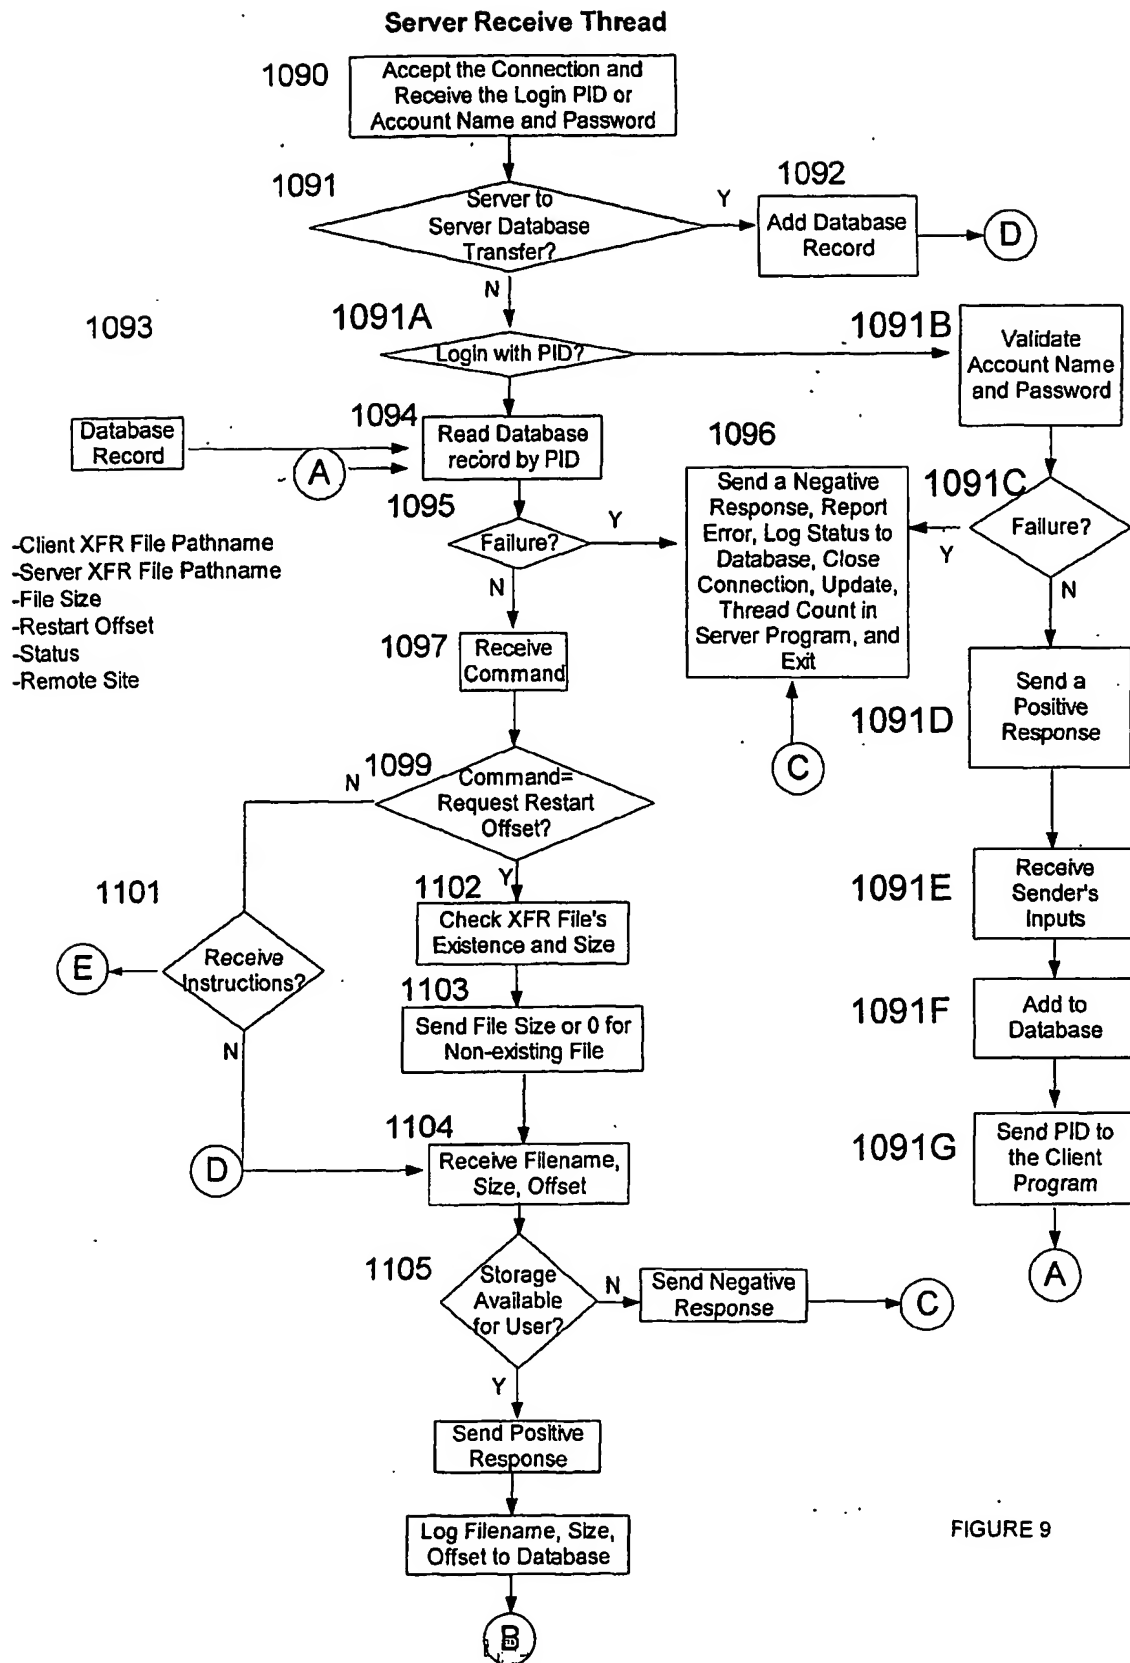 Server Receive Thread
1090
Accept the Connection and
Receive the Login PID or
Account Name and Password
1091
Server to
Server Database
Transfer?
Y
1092
Add Database
Record
D
N
1093
1091A
Login with PID?
1091B
Validate
Account Name
and Password
Database
Record
A
1094
Read Database
record by PID
1095
Failure?
Y
N
1096
Send a Negative
Response, Report
Error, Log Status to
Database, Close
Connection, Update,
Thread Count in
Server Program, and
Exit
C
1091C
Failure?
Y
N
-Client XFR File Pathname
-Server XFR File Pathname
-File Size
-Restart Offset
-Status
-Remote Site
1097
Receive
Command
1091D
Send a
Positive
Response
1099
Command=
Request Restart
Offset?
N
Y
1101
Receive
Instructions?
E
N
1102
Check XFR File's
Existence and Size
1091E
Receive
Sender's
Inputs
1103
Send File Size or 0 for
Non-existing File
1091F
Add to
Database
D
1104
Receive Filename,
Size, Offset
1091G
Send PID to
the Client
Program
A
1105
Storage
Available
for User?
N
Send Negative
Response
C
Y
Send Positive
Response
Log Filename, Size,
Offset to Database
B
FIGURE 9